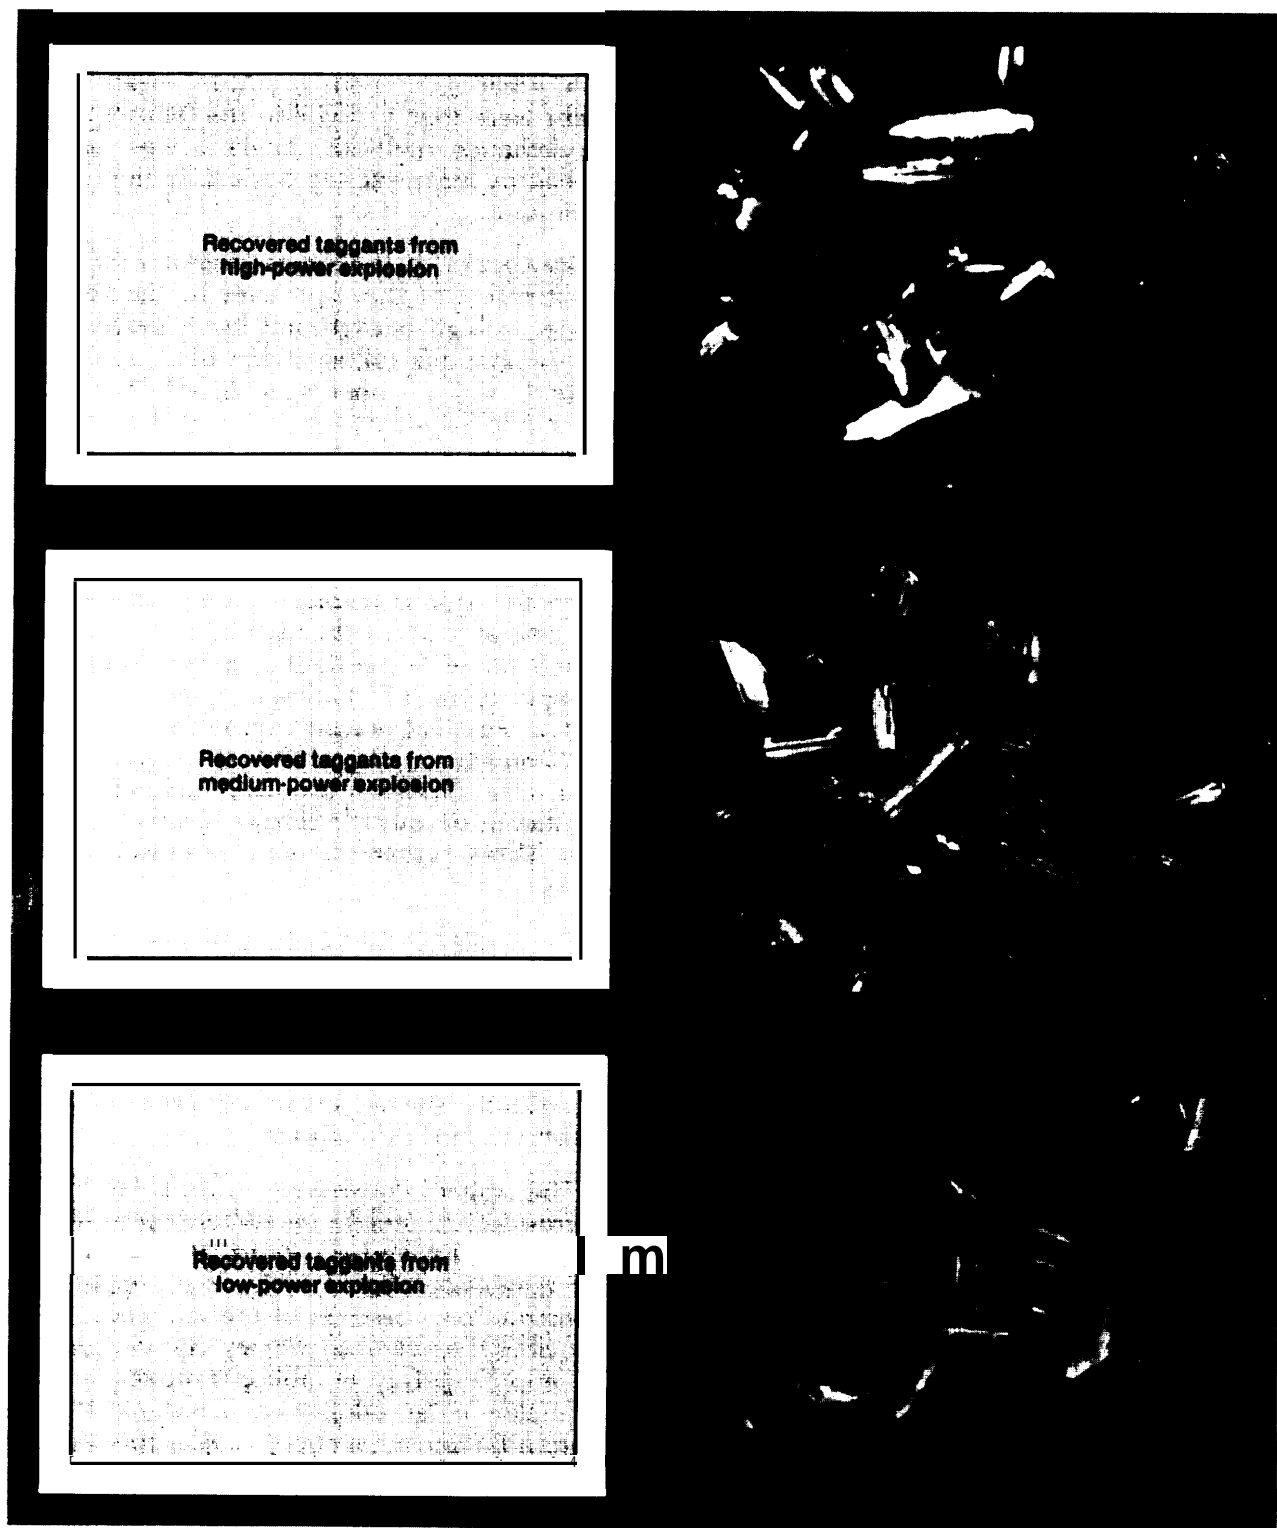 Recovered taggants from
high-power explosion
Recovered taggants from
medium-power explosion
m
Recovered taggants from
low-power explosion